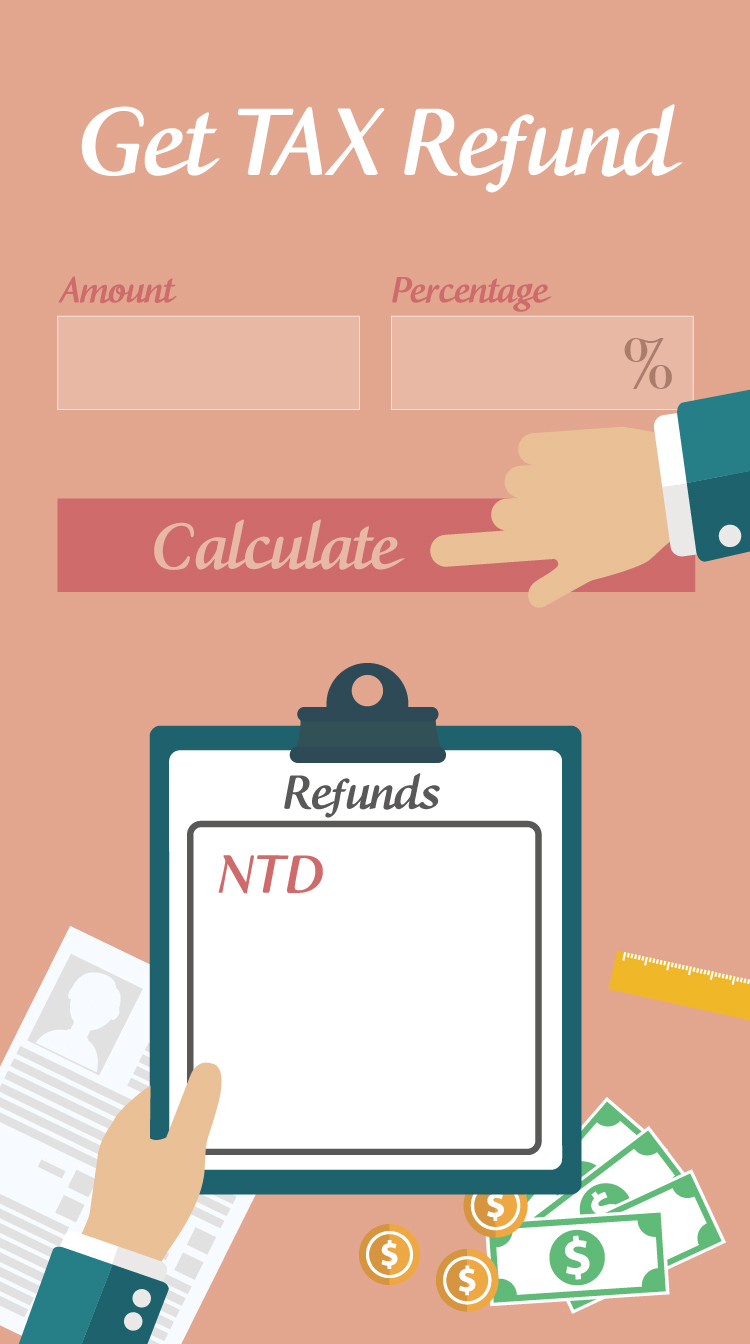 Get TAX Refund
Amount Percentage
%
Calculate
Refunds
NTD
$
$
$
$
$